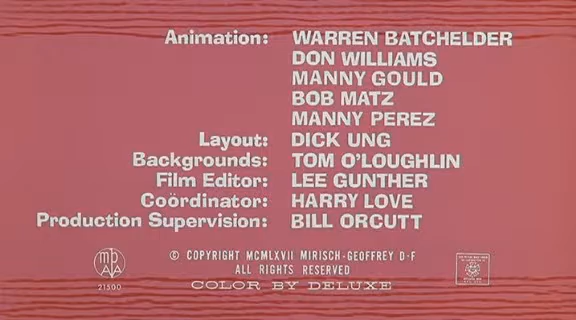 Animation: WARREN BATCHELDER
DON WILLIAMS
MANNY GOULD
BOB MATZ
MANNY PEREZ
Layout: DICK UNG
Backgrounds: TOM O'LOUGHLIN
Film Editor: LEE GUNTHER
Coördinator: HARRY LOVE
Production Supervision: BILL ORCUTT
© COPYRIGHT MCMLXVII MIRISCH-GEOFFREY D-F
ALL RIGHTS RESERVED
COLOR BY DELUXE
21500